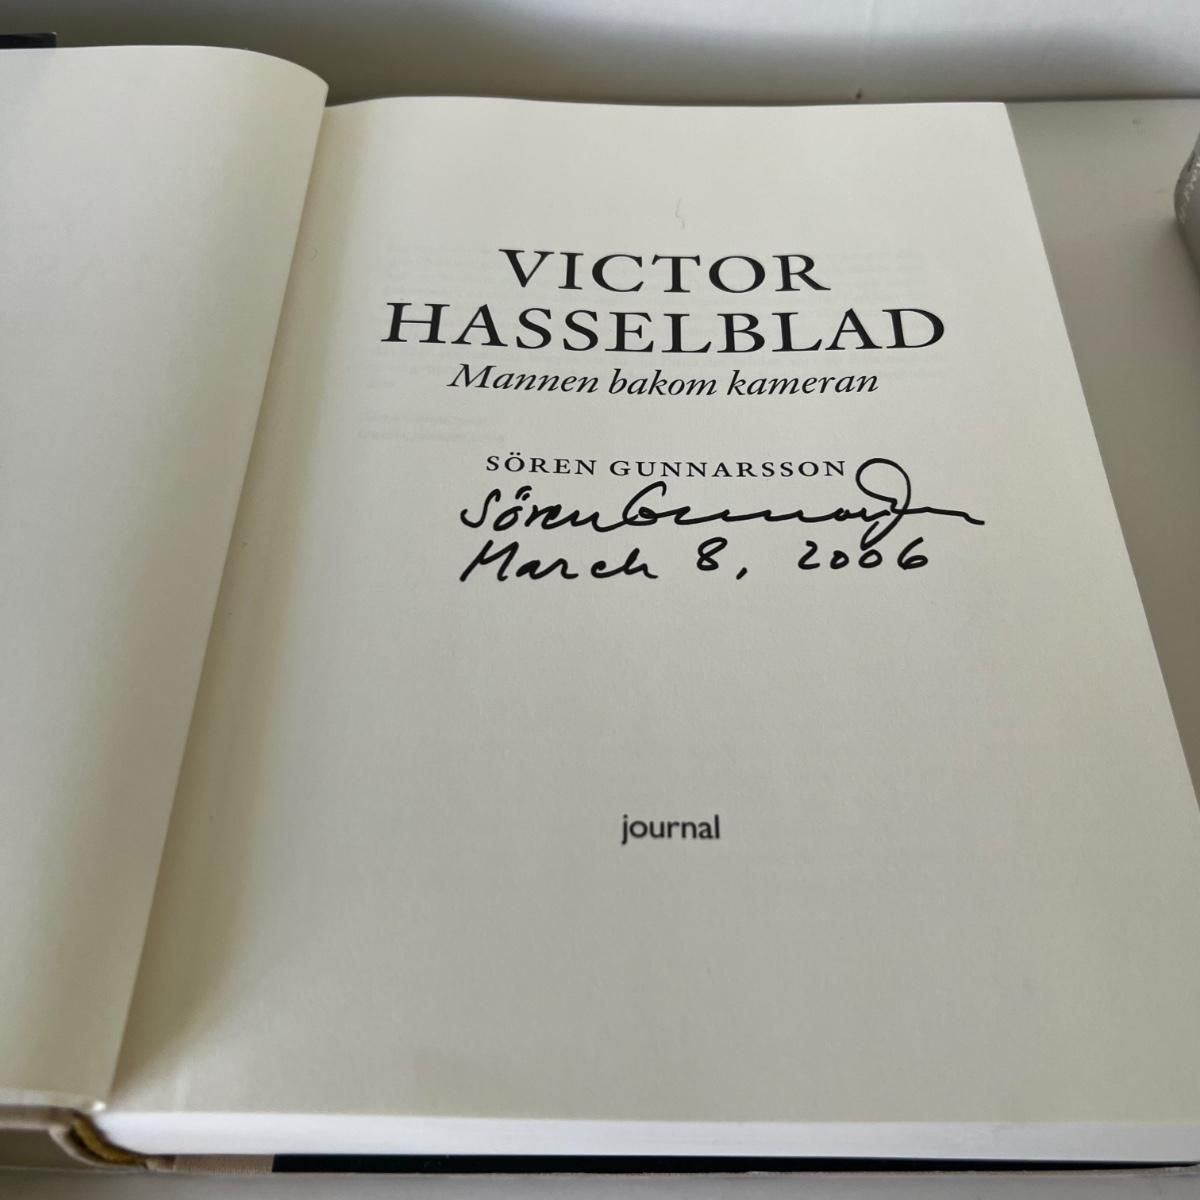 VICTOR
HASSELBLAD
Mannen bakom kameran
SÖREN GUNNARSSON
Sören Gunnarsson
March 8, 2006
journal